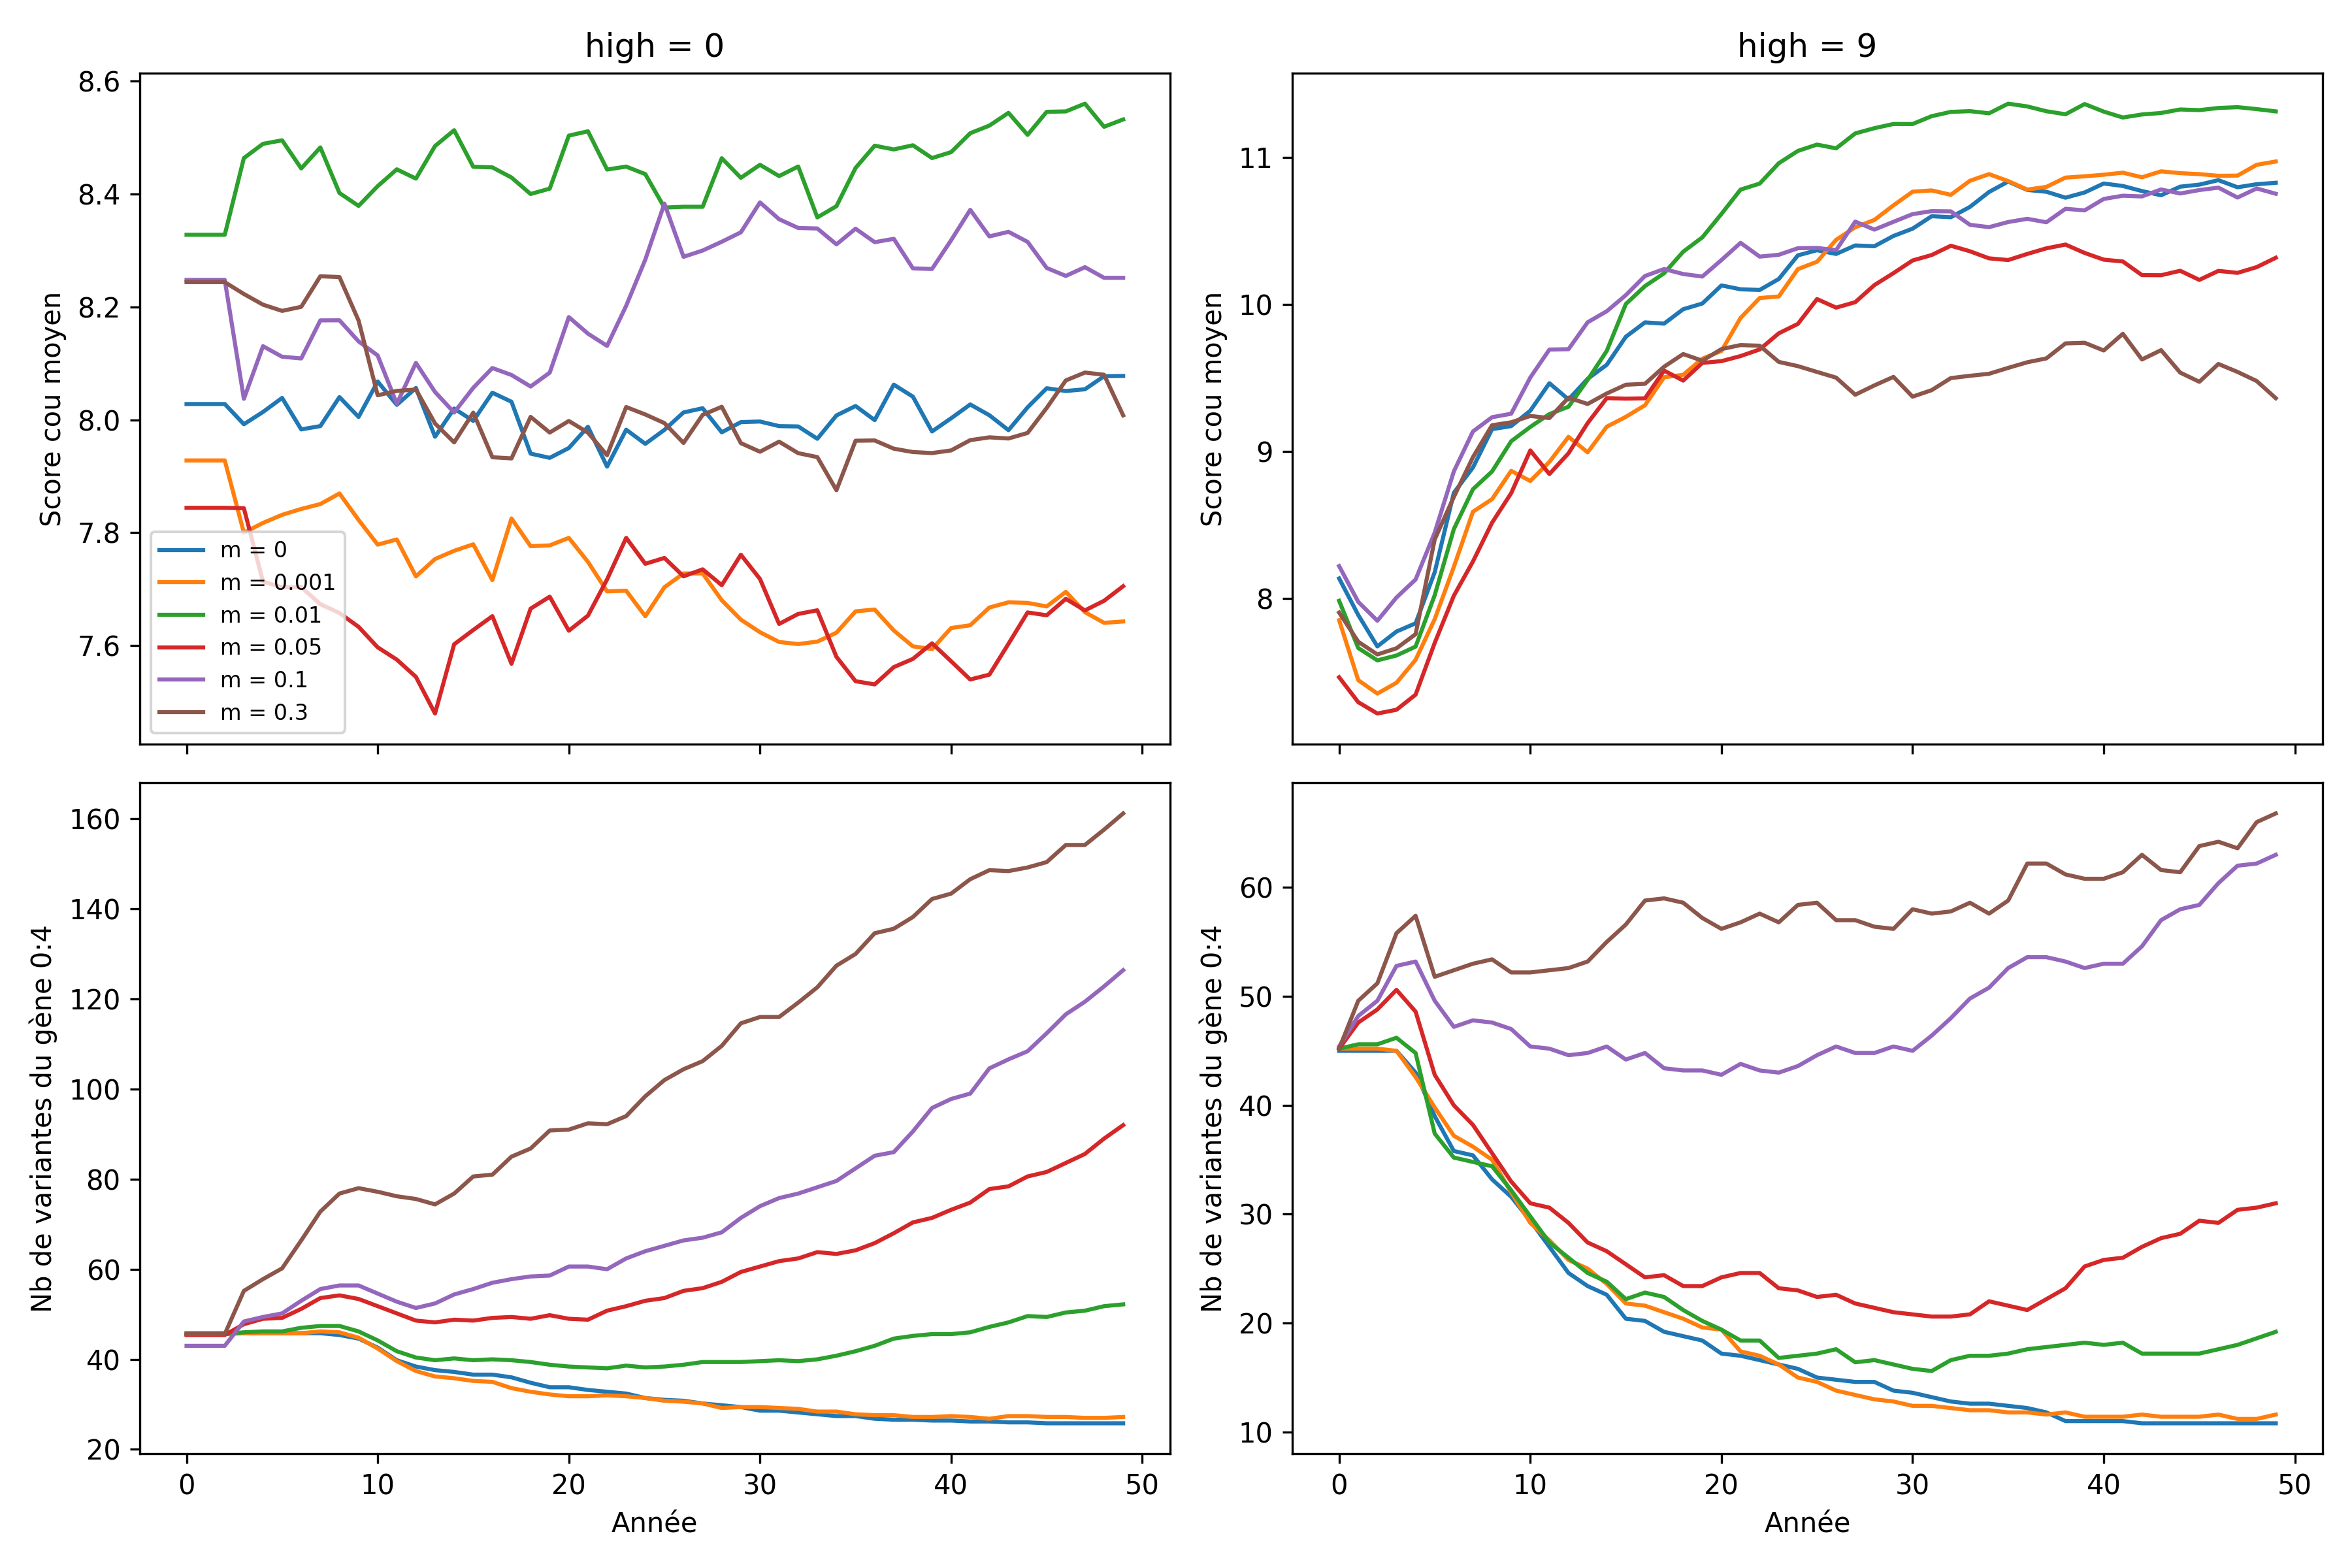 high = 0
high = 9
8.6
8.4
8.2
8.0
7.8
7.6
Score cou moyen
m = 0
m = 0.001
m = 0.01
m = 0.05
m = 0.1
m = 0.3
11
10
9
8
Score cou moyen
160
140
120
100
80
60
40
20
Nb de variantes du gène 0:4
0 10 20 30 40 50
Année
60
50
40
30
20
10
Nb de variantes du gène 0:4
0 10 20 30 40 50
Année